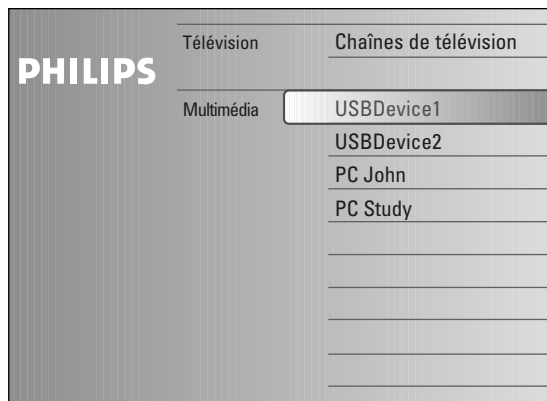 PHILIPS
Télévision Chaînes de télévision
Multimédia USBDevice1
USBDevice2
PC John
PC Study